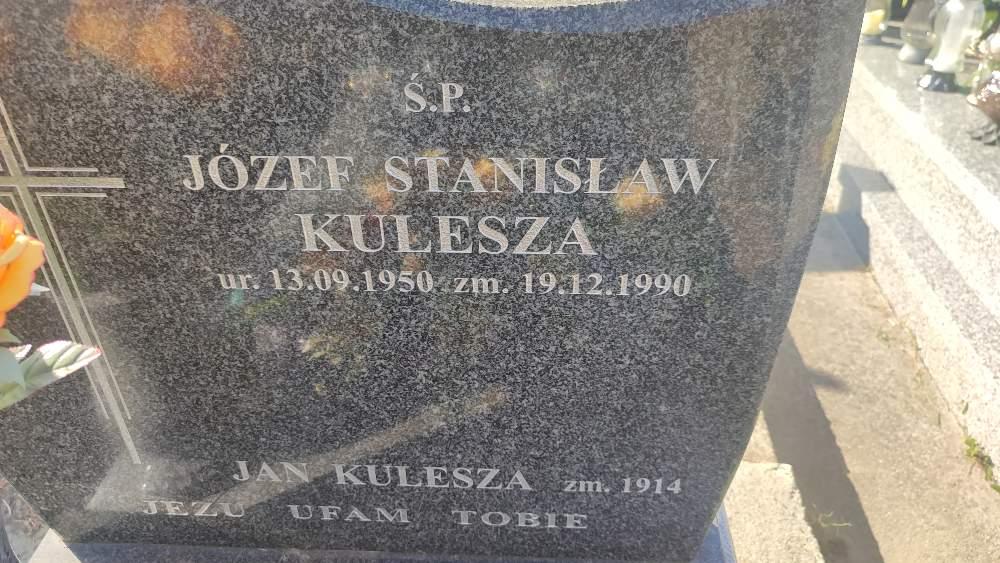 Ś.P.
JÓZEF STANISŁAW
KULESZA
ur. 13.09.1950 zm. 19.12.1990
JAN KULESZA zm. 1914
JEZU UFAM TOBIE